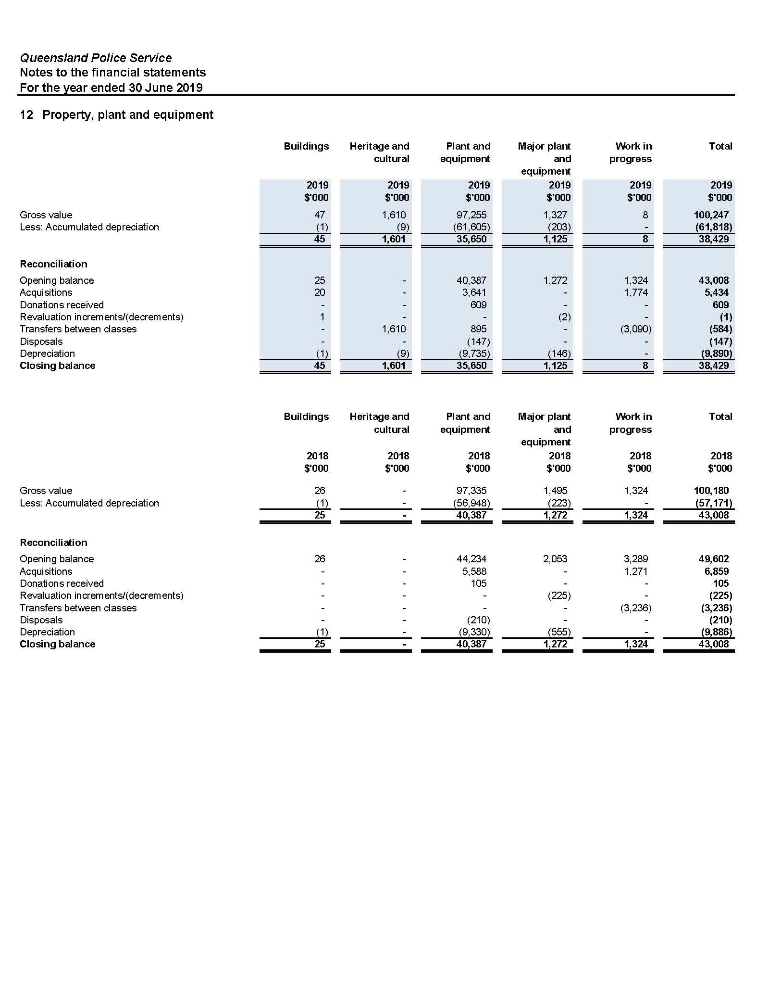 Queensland Police Service
Notes to the financial statements
For the year ended 30 June 2019
12 Property, plant and equipment
Buildings Heritage and Plant and Major plant Work in Total
cultural equipment and progress
equipment
2019 2019 2019 2019 2019 2019
$'000 $'000 $'000 $'000 $'000 $'000
Gross value 47 1,610 97,255 1,327 8 100,247
Less: Accumulated depreciation (1) (9) (61,605) (203) - (61,818)
45 1,601 35,650 1,125 8 38,429
Reconciliation
Opening balance 25 - 40,387 1,272 1,324 43,008
Acquisitions 20 - 3,641 - 1,774 5,434
Donations received - - 609 - - 609
Revaluation increments/(decrements) 1 - - (2) - (1)
Transfers between classes - 1,610 895 - (3,090) (584)
Disposals - - (147) - - (147)
Depreciation (1) (9) (9,735) (146) - (9,890)
Closing balance 45 1,601 35,650 1,125 8 38,429
Buildings Heritage and Plant and Major plant Work in Total
cultural equipment and progress
equipment
2018 2018 2018 2018 2018 2018
$'000 $'000 $'000 $'000 $'000 $'000
Gross value 26 - 97,335 1,495 1,324 100,180
Less: Accumulated depreciation (1) - (56,948) (223) - (57,171)
25 - 40,387 1,272 1,324 43,008
Reconciliation
Opening balance 26 - 44,234 2,053 3,289 49,602
Acquisitions - - 5,588 - 1,271 6,859
Donations received - - 105 - - 105
Revaluation increments/(decrements) - - - (225) - (225)
Transfers between classes - - - - (3,236) (3,236)
Disposals - - (210) - - (210)
Depreciation (1) - (9,330) (555) - (9,886)
Closing balance 25 - 40,387 1,272 1,324 43,008